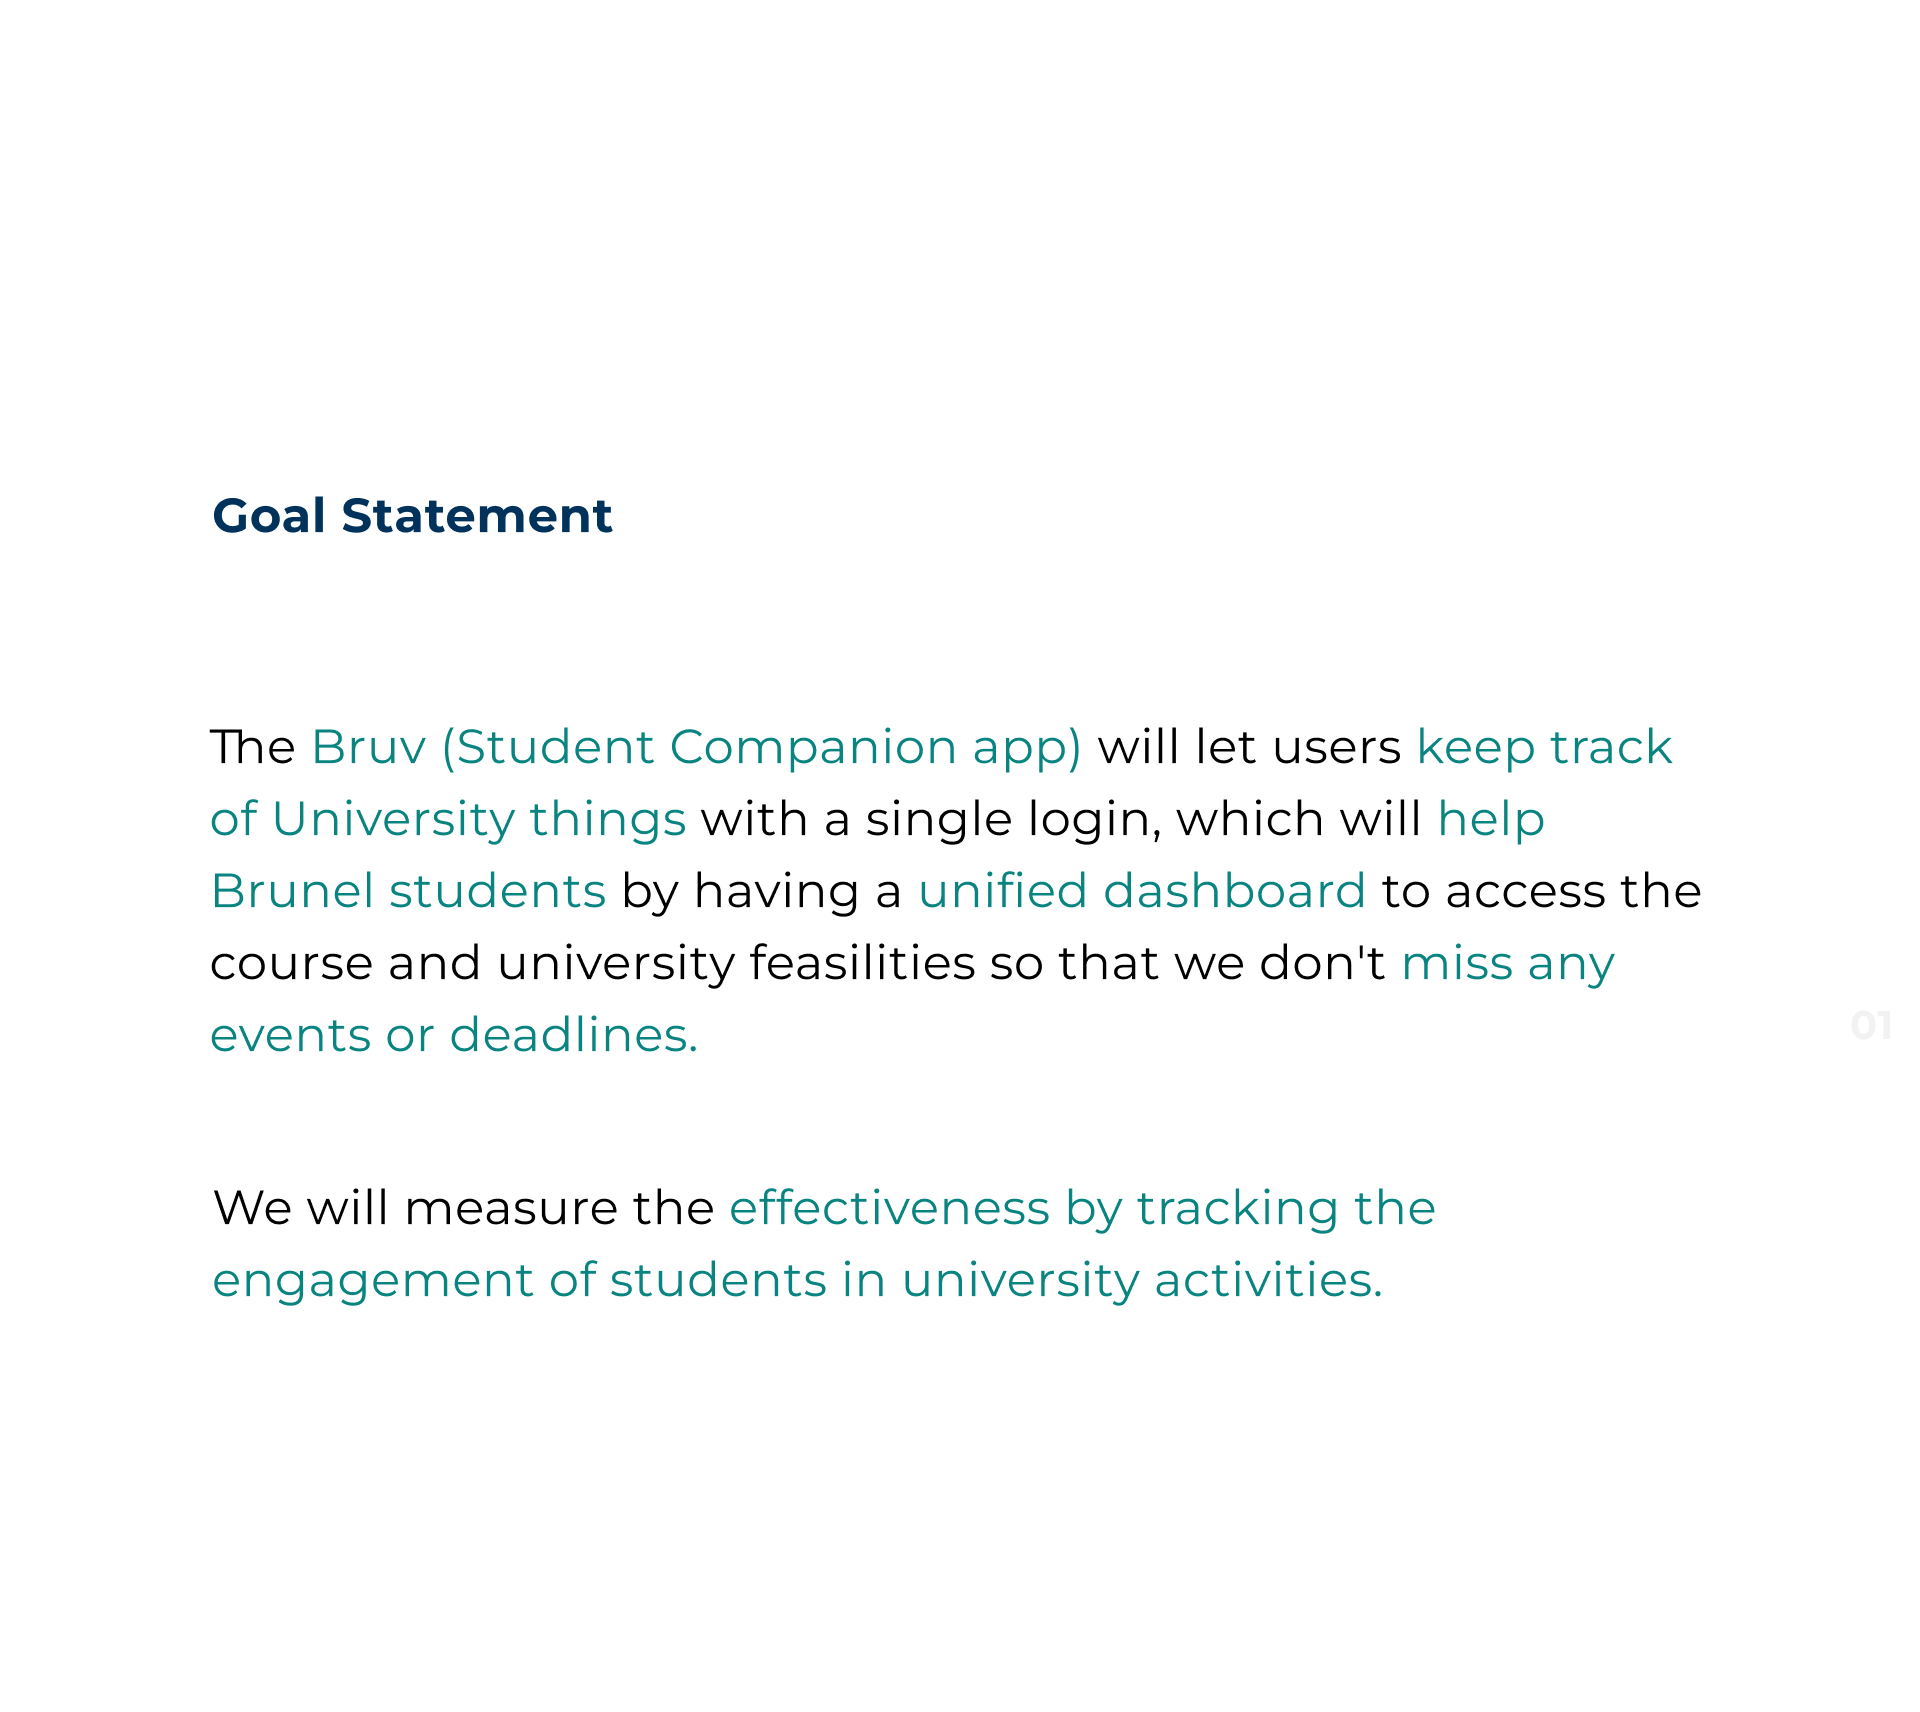 Goal Statement
The Bruv (Student Companion app) will let users keep track
of University things with a single login, which will help
Brunel students by having a unified dashboard to access the
course and university feasilities so that we don't miss any
events or deadlines.
01
We will measure the effectiveness by tracking the
engagement of students in university activities.